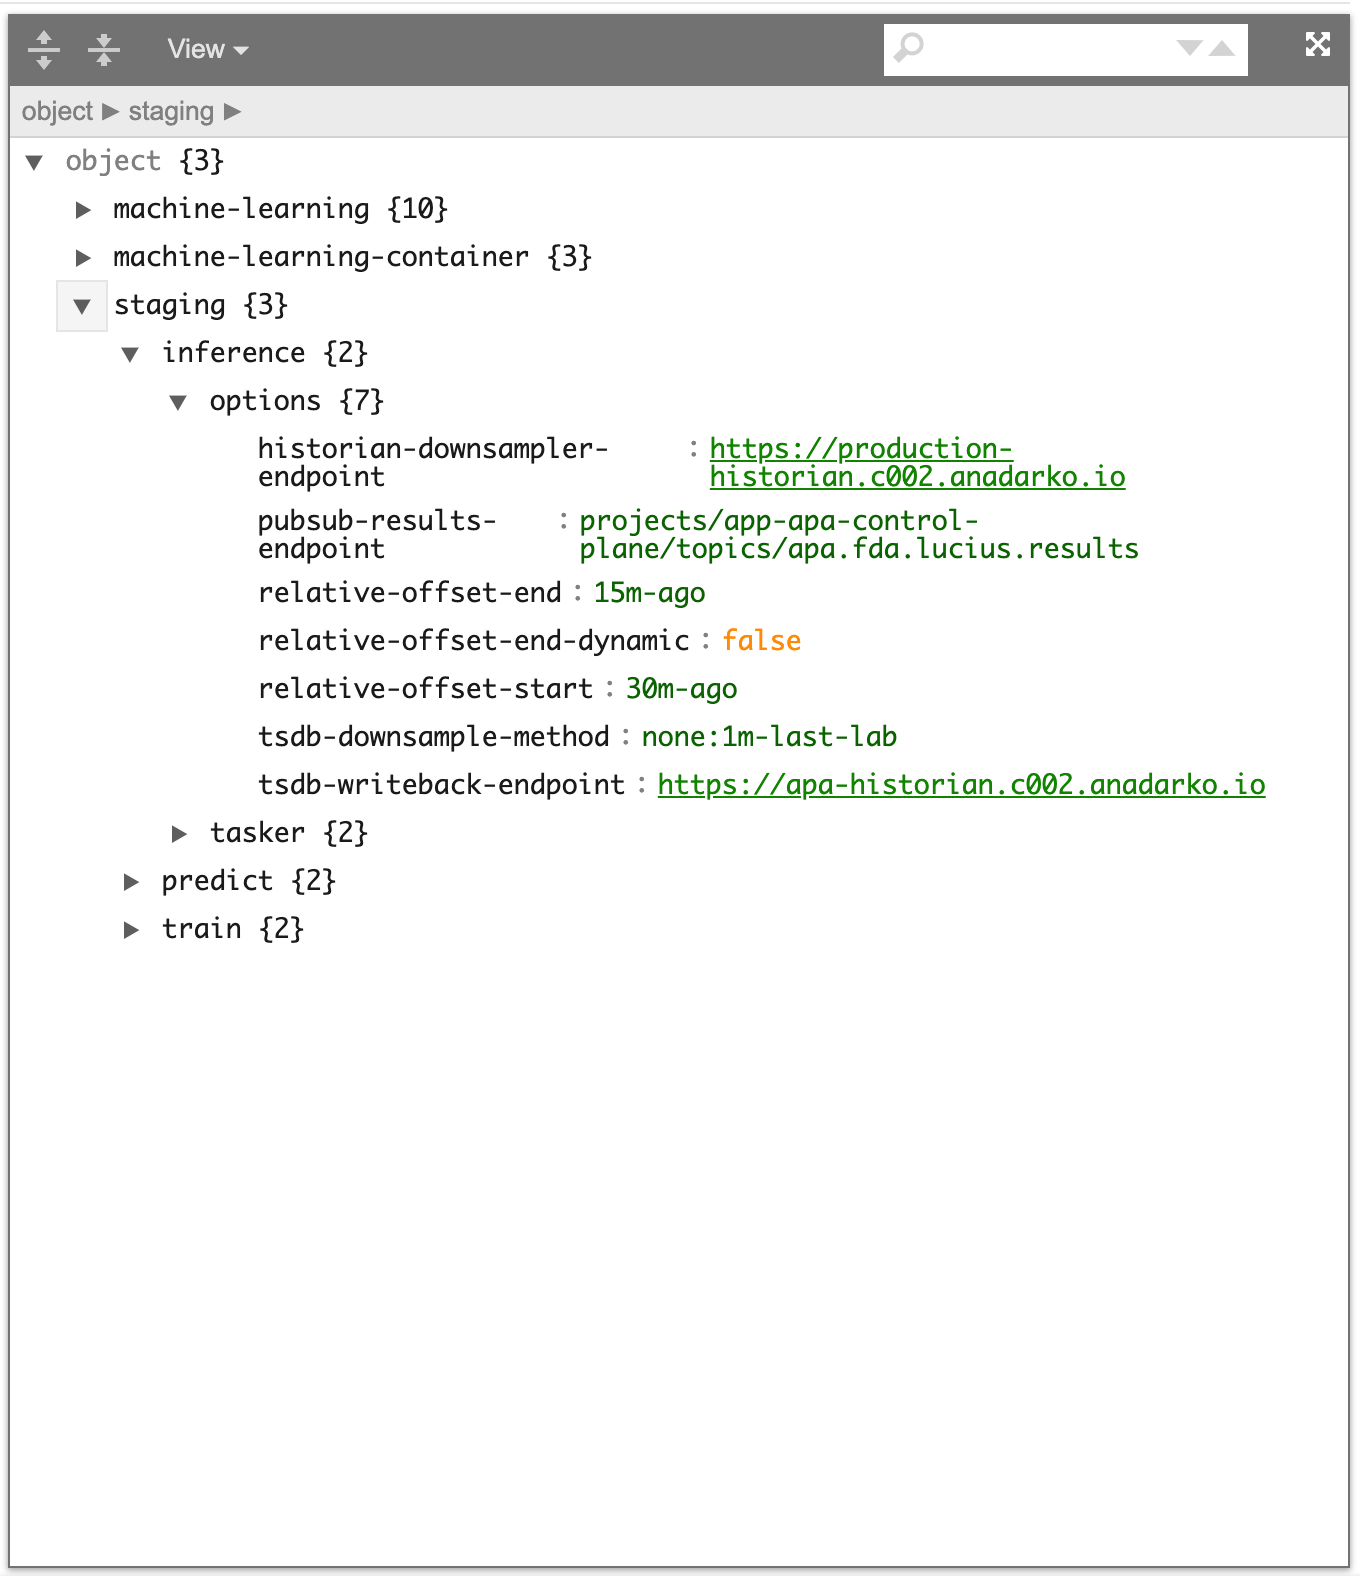 View
object ▶ staging ▶
object {3}
machine-learning {10}
machine-learning-container {3}
staging {3}
inference {2}
options {7}
historian-downsampler- : https://production-
endpoint historian.c002.anadarko.io
pubsub-results- : projects/app-apa-control-
endpoint plane/topics/apa.fda.lucius.results
relative-offset-end : 15m-ago
relative-offset-end-dynamic : false
relative-offset-start : 30m-ago
tsdb-downsample-method : none:1m-last-lab
tsdb-writeback-endpoint : https://apa-historian.c002.anadarko.io
tasker {2}
predict {2}
train {2}